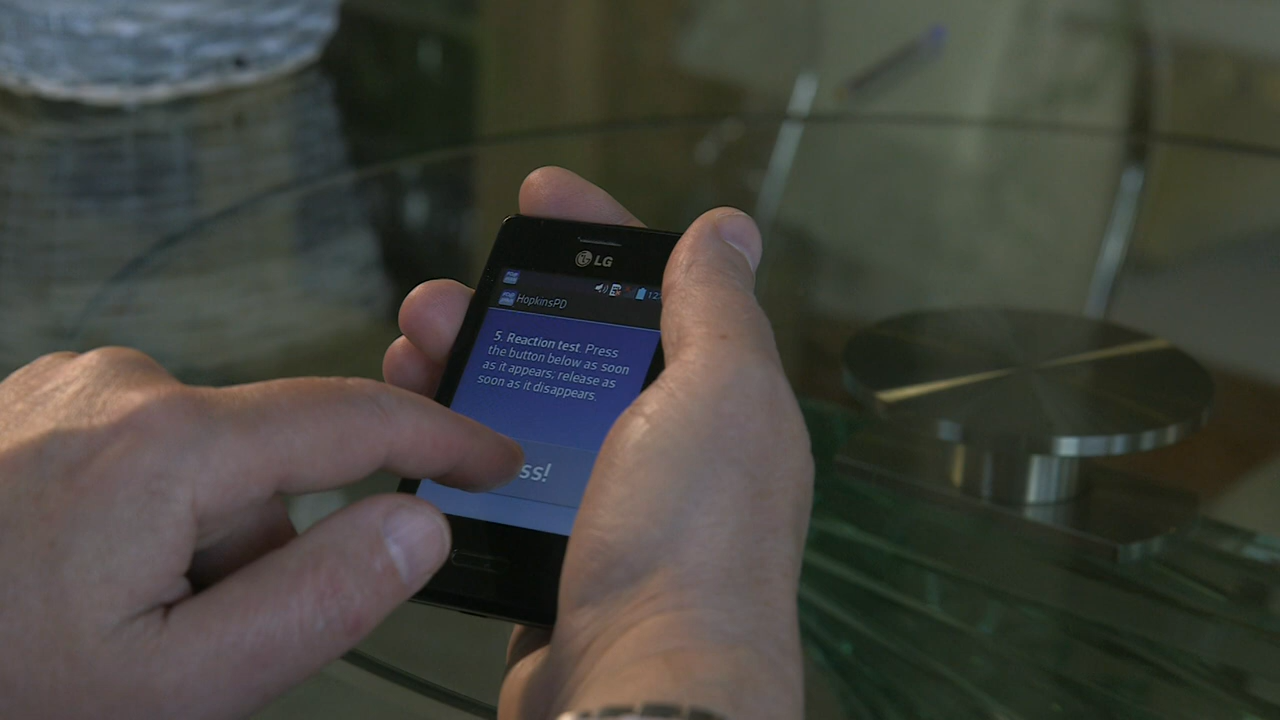 LG
12:
HopkinsPD
5. Reaction test. Press
the button below as soon
as it appears; release as
soon as it disappears.
ss!